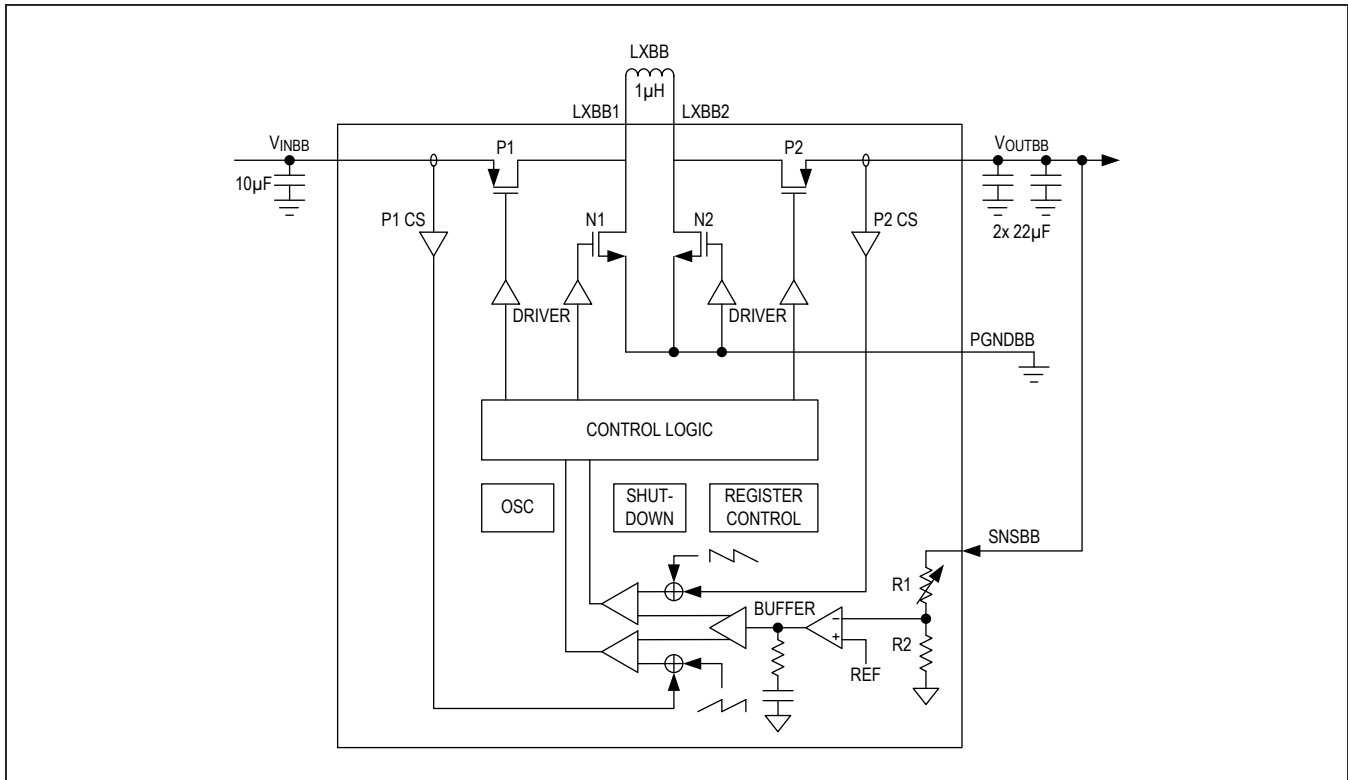 LXBB
1µH
LXBB1
LXBB2
VINBB
P1
P2
VOUTBB
10µF
P1 CS
N1
N2
P2 CS
2x 22µF
DRIVER
DRIVER
PGNDBB
CONTROL LOGIC
OSC
SHUT-
DOWN
REGISTER
CONTROL
SNSBB
R1
BUFFER
-
+
R2
REF